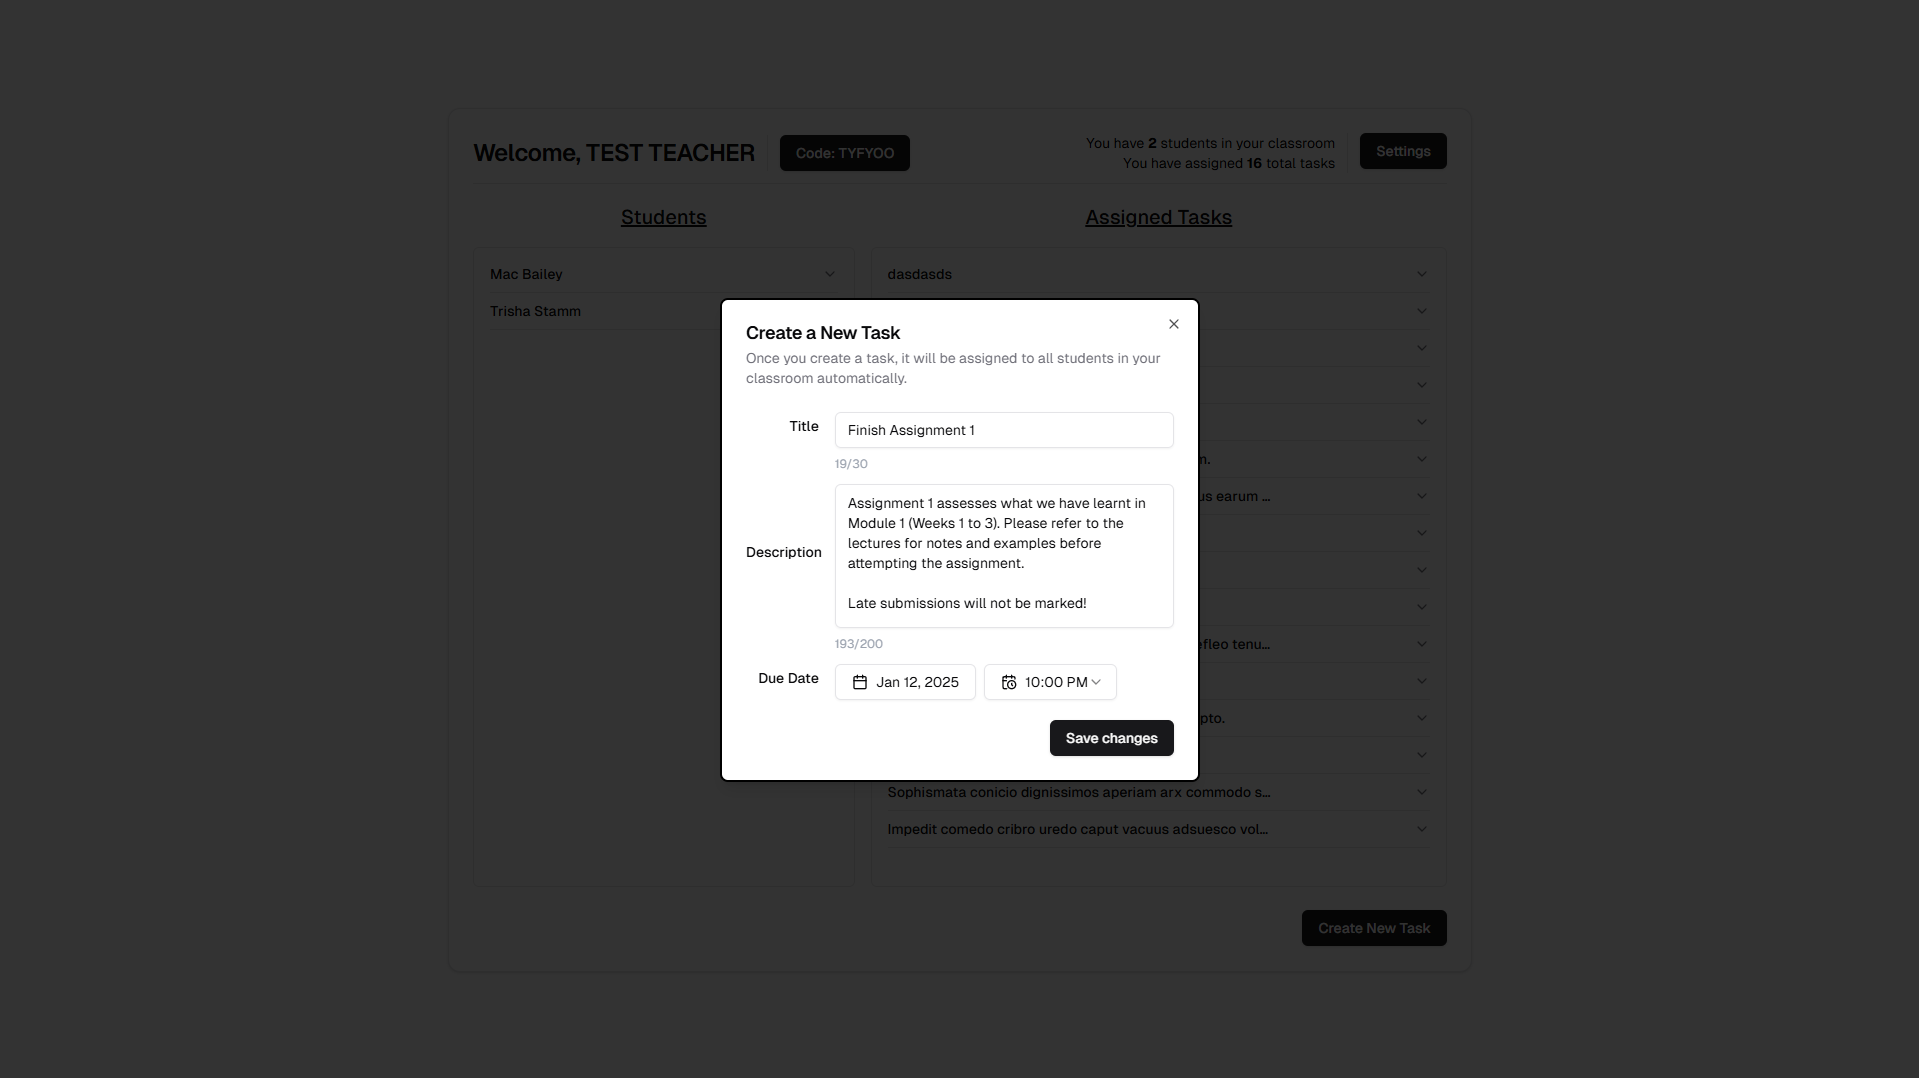 Welcome, TEST TEACHER
Code: TYFYOO
You have 2 students in your classroom
You have assigned 16 total tasks
Settings
Students
Assigned Tasks
Mac Bailey
Trisha Stamm
dasdasds
us earum ...
efleo tenu...
pto.
Sophismata conicio dignissimos aperiam arx commodo s...
Impedit comedo cribro uredo caput vacuus adsuesco vol...
Create New Task
Create a New Task
Once you create a task, it will be assigned to all students in your
classroom automatically.
Title
Finish Assignment 1
19/30
Description
Assignment 1 assesses what we have learnt in
Module 1 (Weeks 1 to 3). Please refer to the
lectures for notes and examples before
attempting the assignment.
Late submissions will not be marked!
193/200
Due Date
Jan 12, 2025
10:00 PM
Save changes